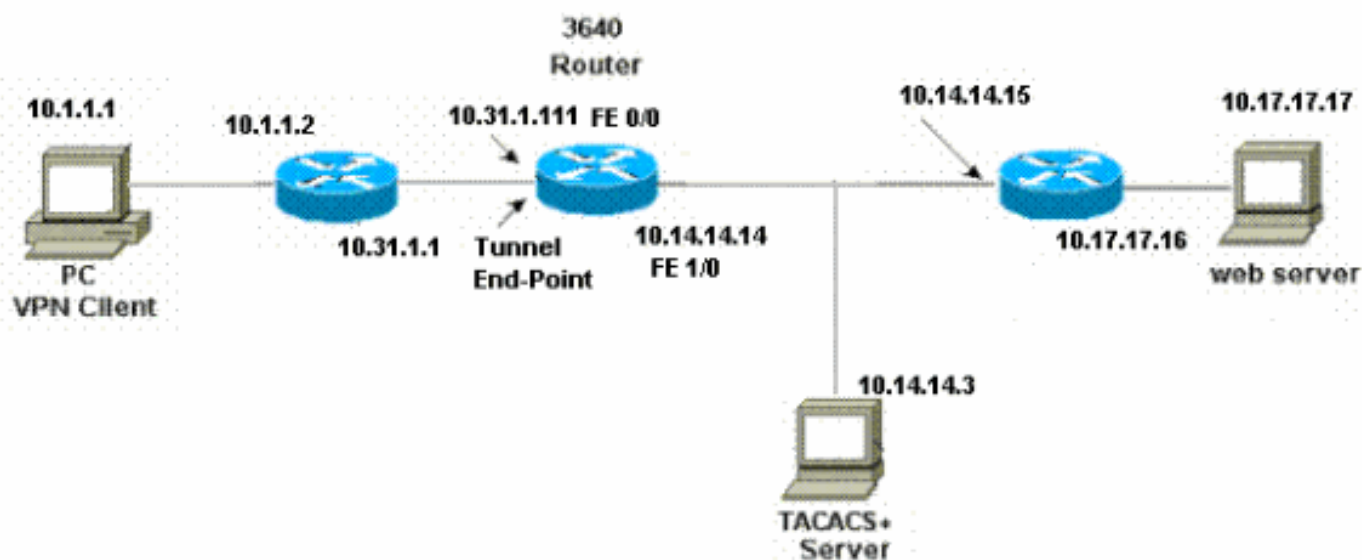 3640
Router
10.1.1.1
10.1.1.2
10.31.1.111 FE 0/0
10.14.14.15
10.17.17.17
10.31.1.1
Tunnel
End-Point
10.14.14.14
FE 1/0
10.17.17.16
PC
VPN Client
web server
10.14.14.3
TACACS+
Server